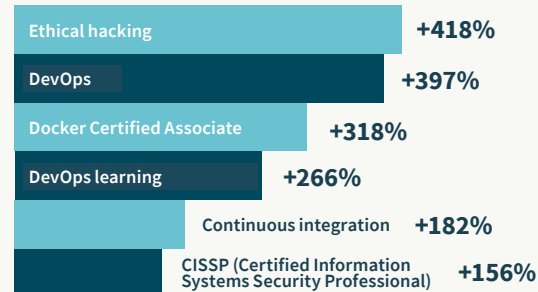 Ethical hacking +418%
DevOps +397%
Docker Certified Associate +318%
DevOps learning +266%
Continuous integration +182%
CISSP (Certified Information
Systems Security Professional) +156%